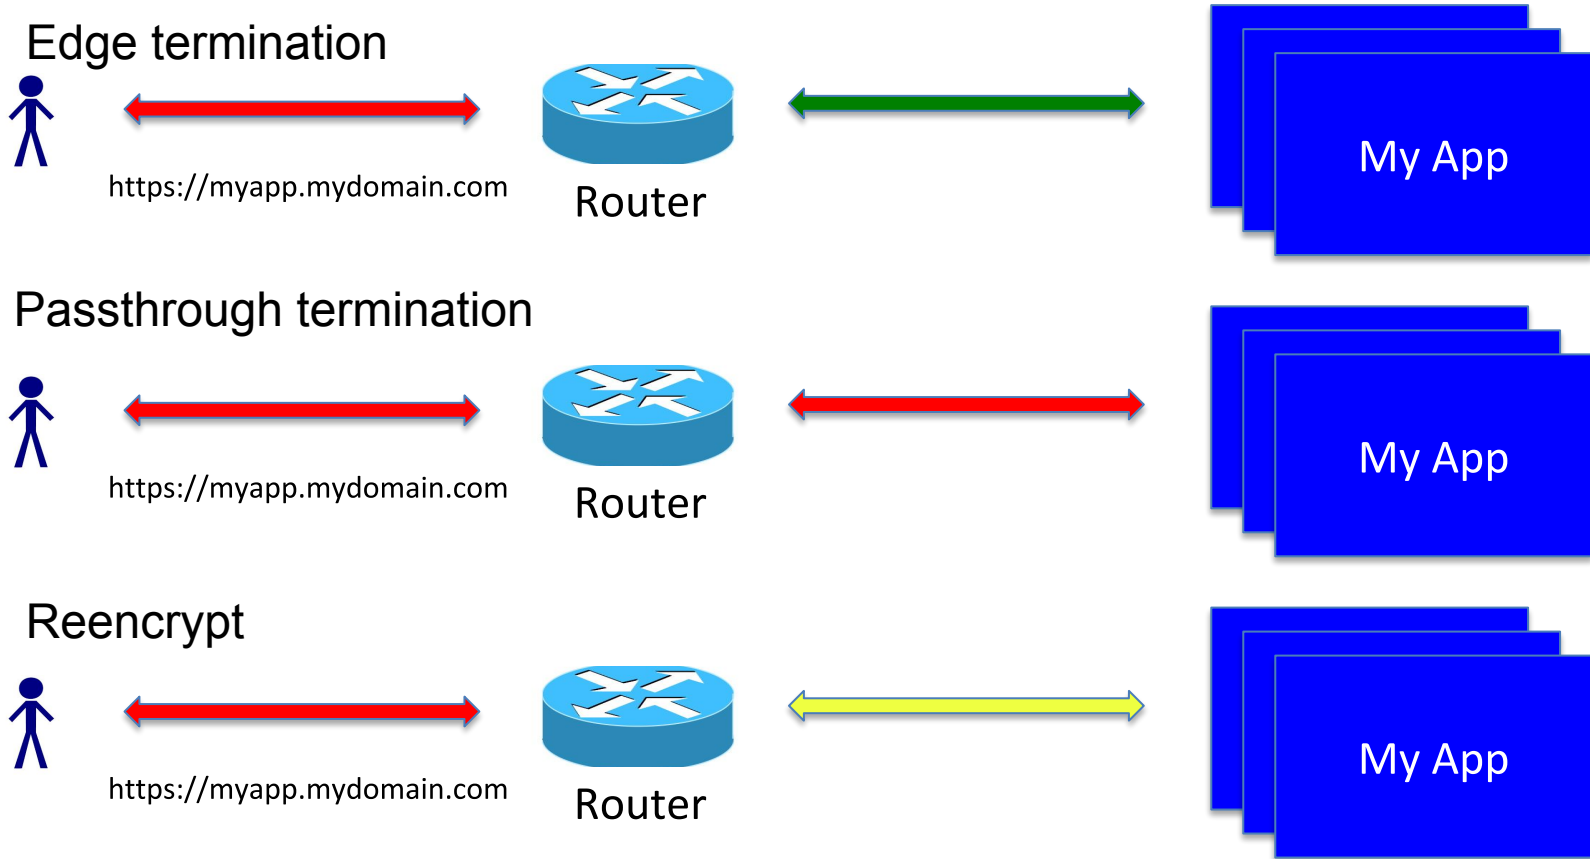 Edge termination
https://myapp.mydomain.com
Router
My App
Passthrough termination
https://myapp.mydomain.com
Router
My App
Reencrypt
https://myapp.mydomain.com
Router
My App